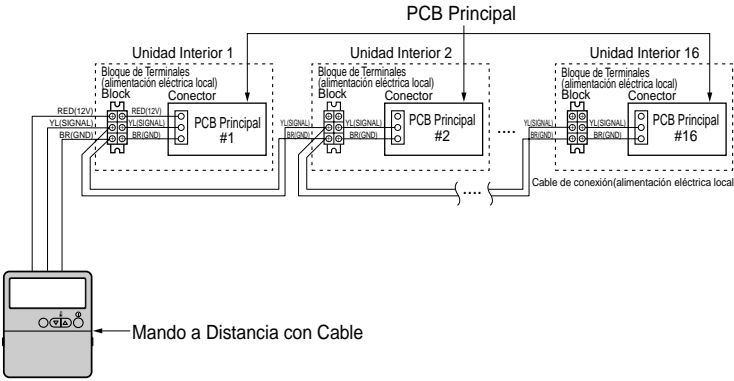 PCB Principal
Unidad Interior 1
Unidad Interior 2
Unidad Interior 16
Bloque de Terminales
(alimentación eléctrica local)
Block
Conector
Bloque de Terminales
(alimentación eléctrica local)
Block
Conector
Bloque de Terminales
(alimentación eléctrica local)
Block
Conector
RED(12V)
YL(SIGNAL)
BR(GND)
RED(12V)
YL(SIGNAL)
BR(GND)
PCB Principal
#1
YL(SIGNAL)
BR(GND)
YL(SIGNAL)
BR(GND)
PCB Principal
#2
....
YL(SIGNAL)
BR(GND)
YL(SIGNAL)
BR(GND)
PCB Principal
#16
....
Cable de conexión(alimentación eléctrica local
Mando a Distancia con Cable